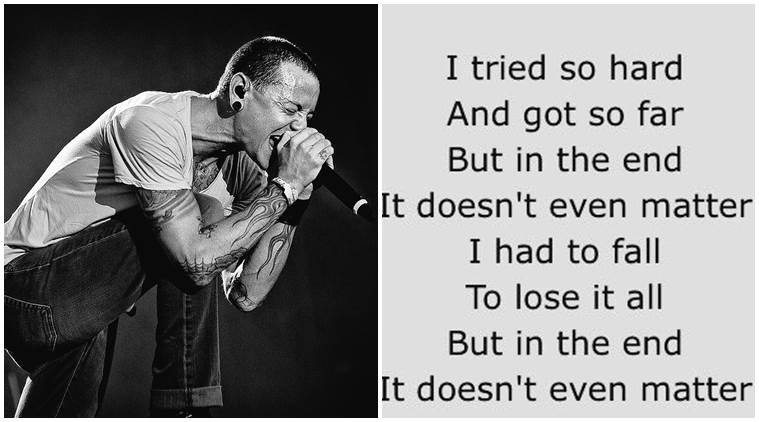 I tried so hard
And got so far
But in the end
It doesn't even matter
I had to fall
To lose it all
But in the end
It doesn't even matter